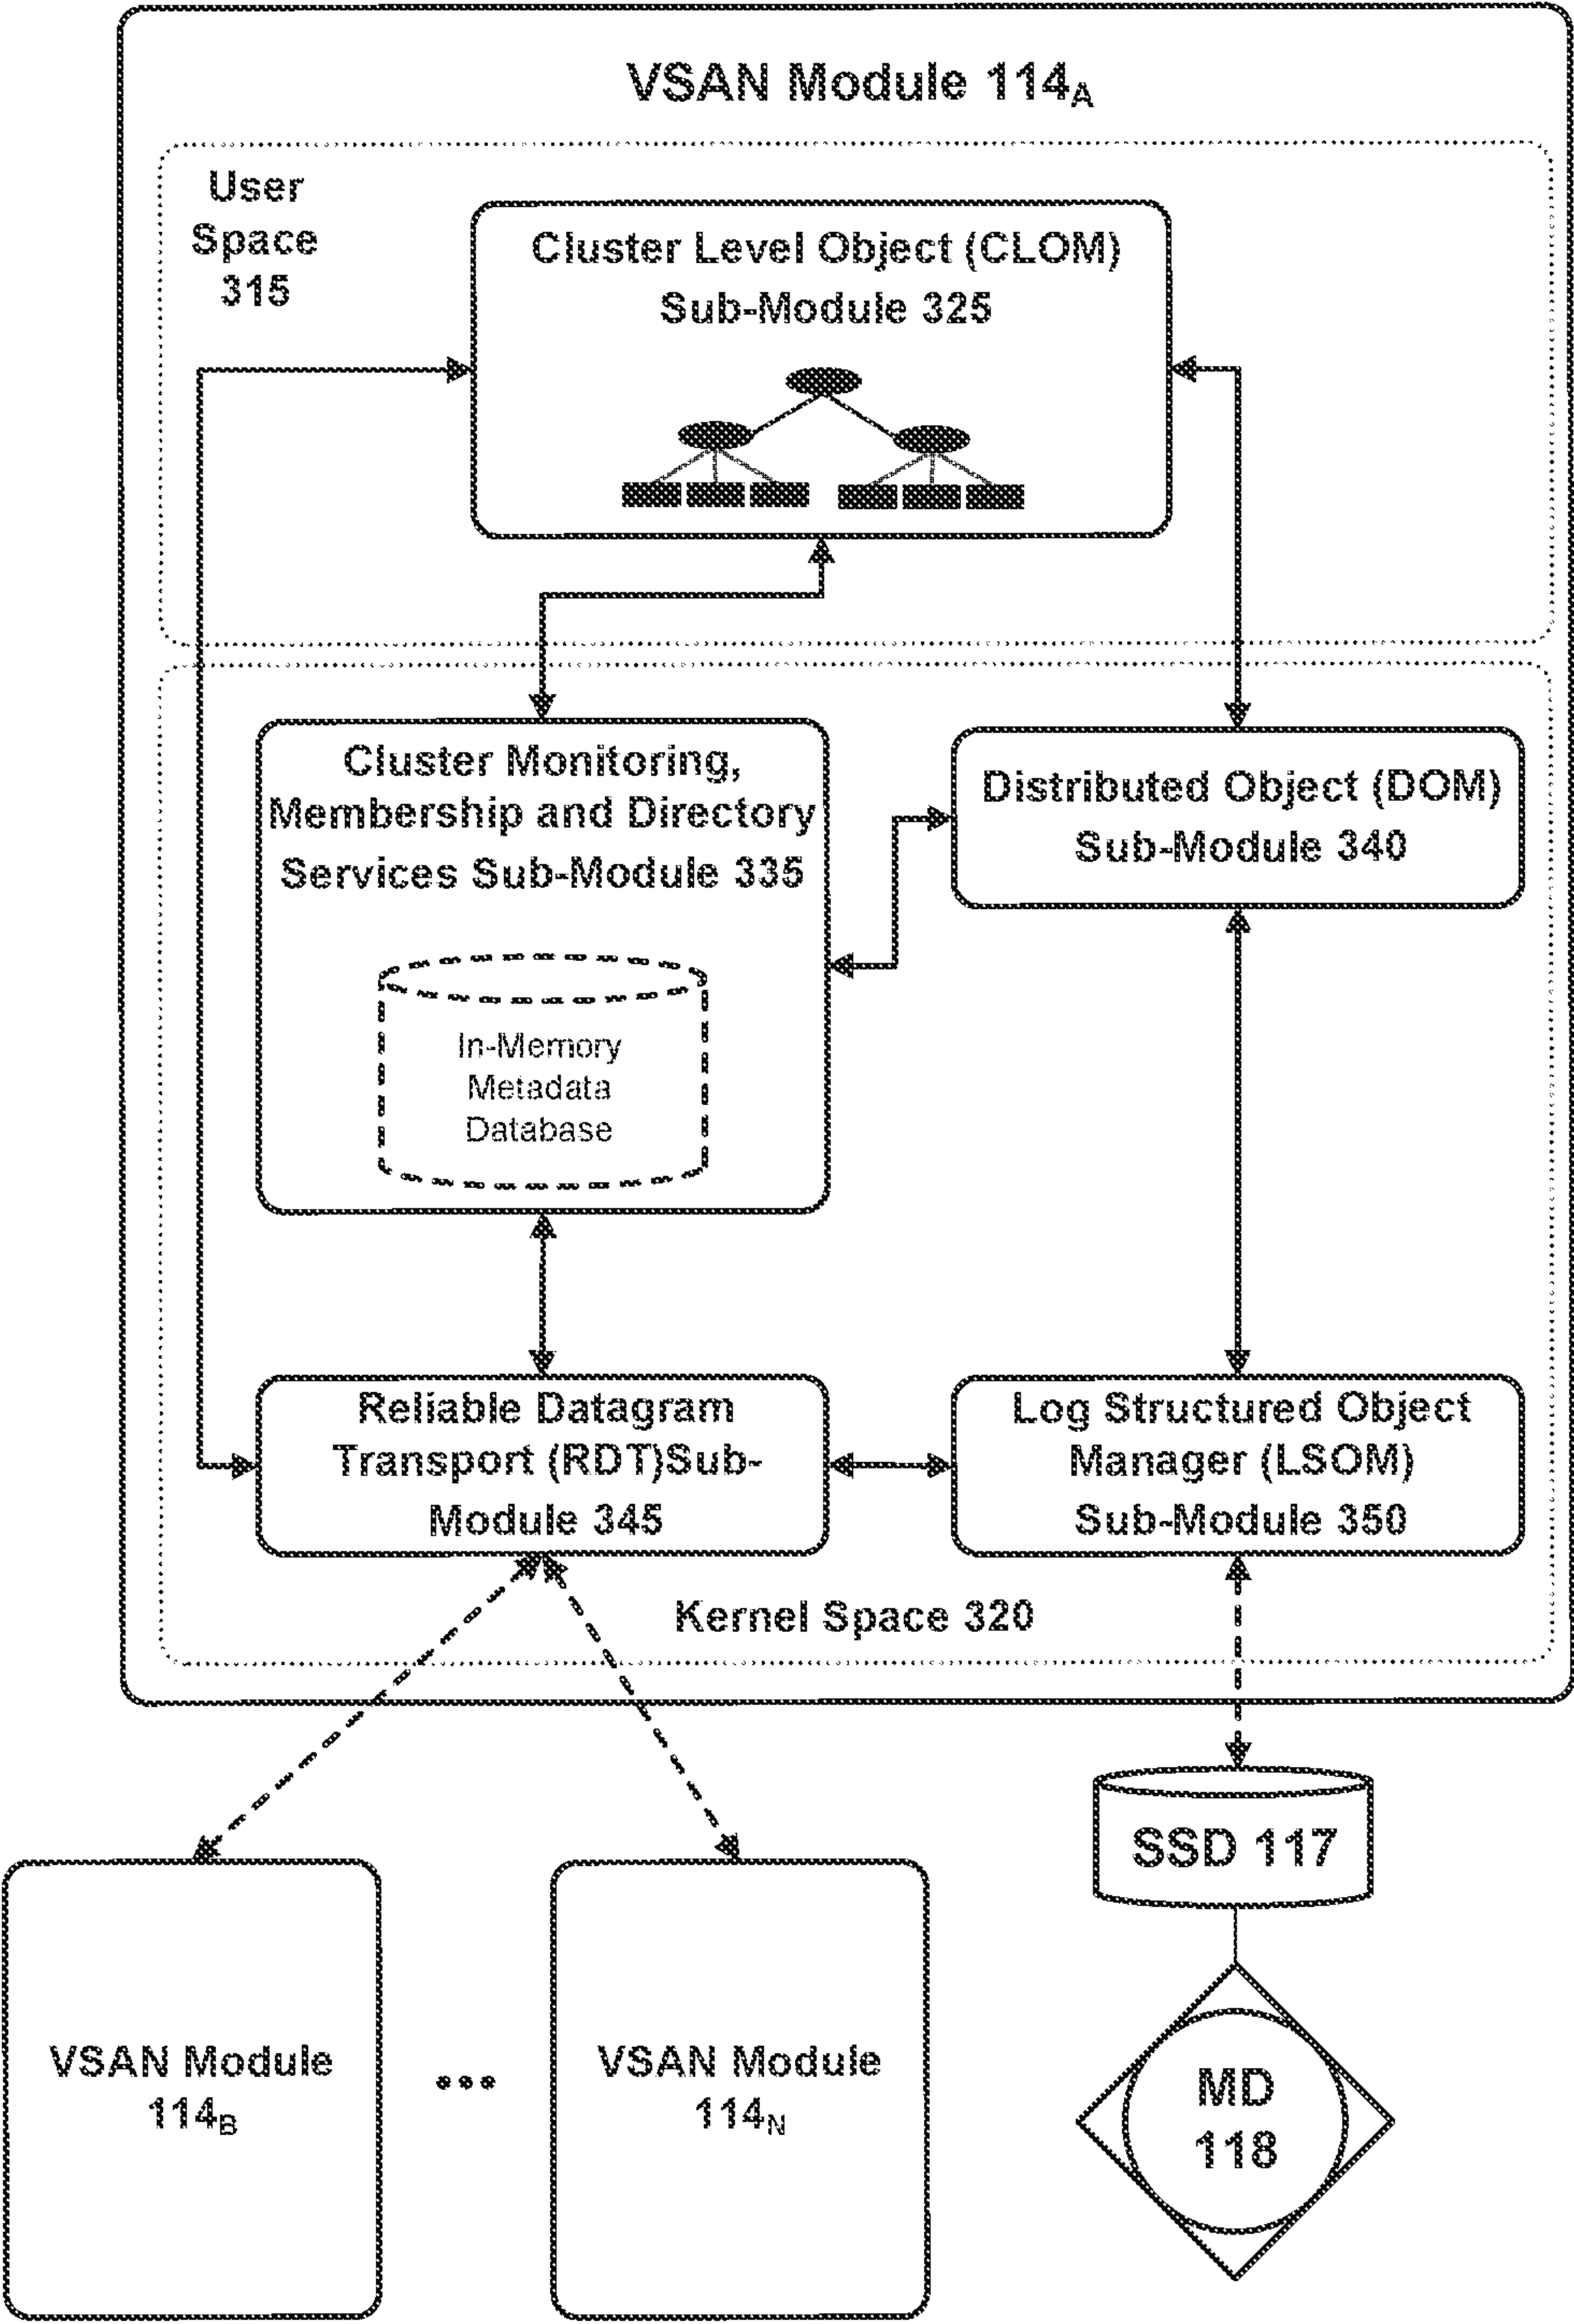 VSAN Module 114A
User
Space
315
Cluster Level Object (CLOM)
Sub-Module 325
Cluster Monitoring,
Membership and Directory
Services Sub-Module 335
In-Memory
Metadata
Database
Distributed Object (DOM)
Sub-Module 340
Reliable Datagram
Transport (RDT)Sub-
Module 345
Log Structured Object
Manager (LSOM)
Sub-Module 350
Kernel Space 320
SSD 117
VSAN Module
114B
•••
VSAN Module
114N
MD
118